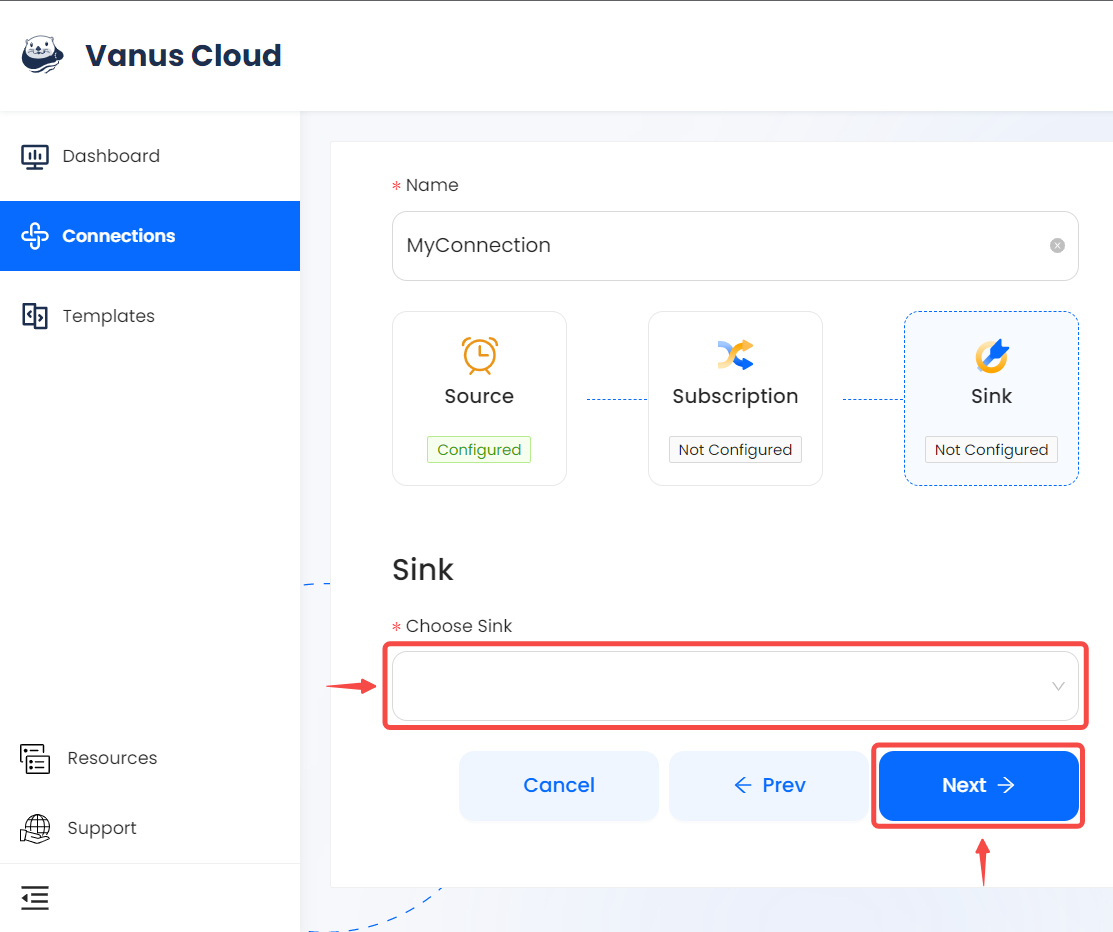 Vanus Cloud
Dashboard
Connections
Templates
Resources
Support
* Name
MyConnection
Source
Configured
Subscription
Not Configured
Sink
Not Configured
Sink
* Choose Sink
Cancel
← Prev
Next →